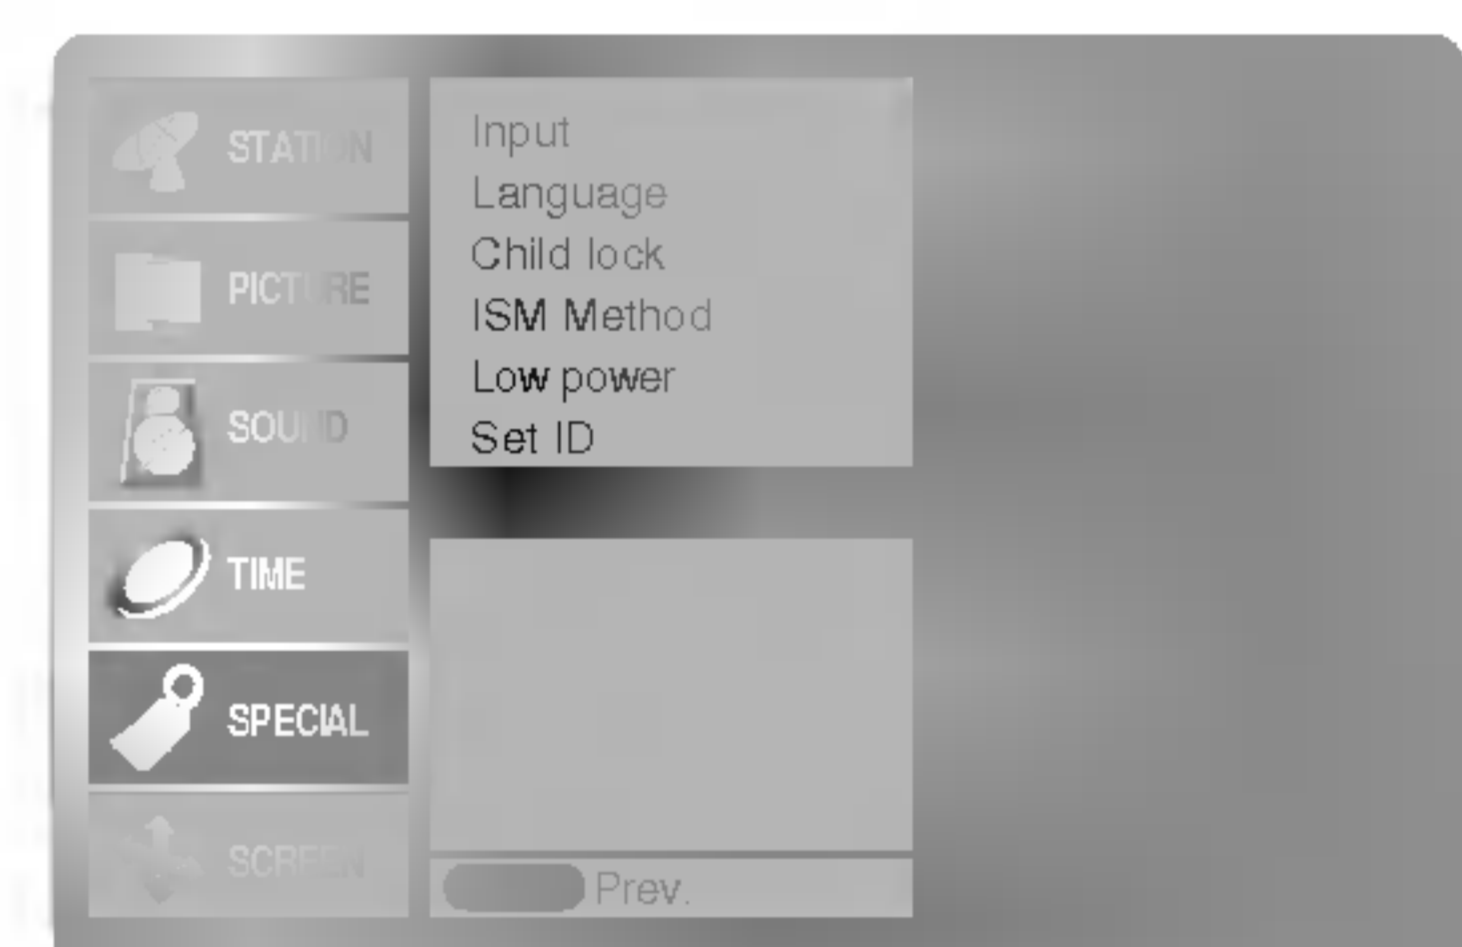 STATION
PICTURE
SOUND
TIME
SPECIAL
SCREEN
Input
Language
Child lock
ISM Method
Low power
Set ID
Prev.